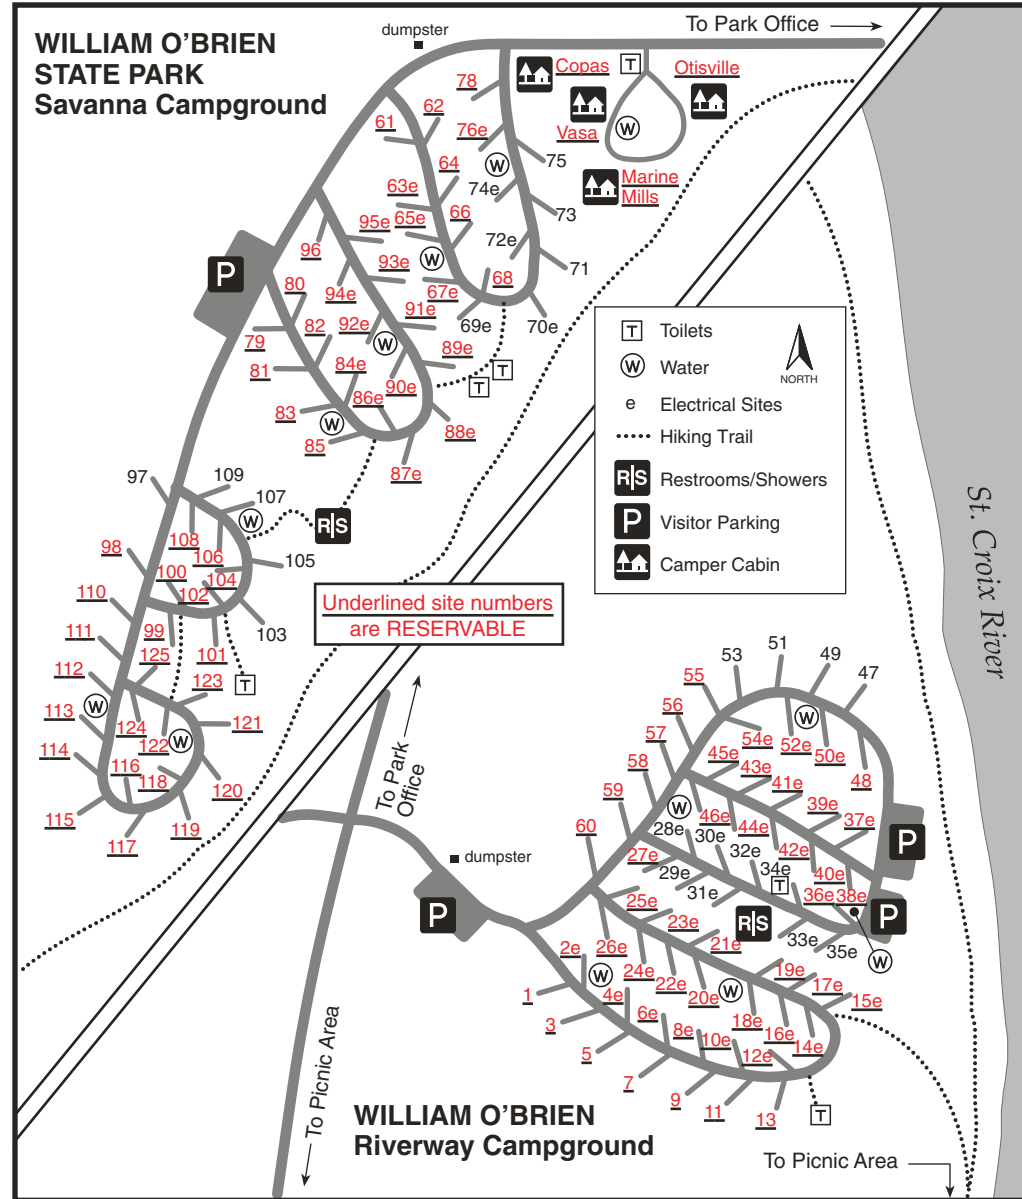 WILLIAM O'BRIEN
STATE PARK
Savanna Campground
dumpster
To Park Office
Copas
T
Otisville
Vasa
W
Marine
Mills
78
62
61
76e
75
W
64
74e
63e
73
95e
65e
66
72e
96
71
93e
W
P
80
94e
67e
68
91e
69e
70e
82
92e
79
W
89e
81
84e
T
90e
T
86e
83
W
88e
85
87e
T
Toilets
W
Water
NORTH
e
Electrical Sites
Hiking Trail
R|S
Restrooms/Showers
P
Visitor Parking
Camper Cabin
St. Croix River
97
109
107
W
R|S
108
98
106
105
100
104
110
102
103
111
99
101
125
112
123
T
W
113
124
121
122
W
114
116
118
120
115
119
117
Underlined site numbers
are RESERVABLE
To Park
Office
51
49
53
55
47
56
W
57
54e
52e
50e
45e
58
43e
48
41e
59
W
46e
39e
28e
30e
44e
37e
60
32e
42e
P
27e
29e
34e
40e
dumpster
T
31e
36e
38e
25e
P
P
23e
R|S
33e
21e
35e
2e
26e
W
W
24e
19e
22e
17e
1
4e
20e
W
15e
3
6e
18e
8e
16e
5
10e
14e
12e
7
9
11
13
T
To Picnic Area
WILLIAM O'BRIEN
Riverway Campground
To Picnic Area